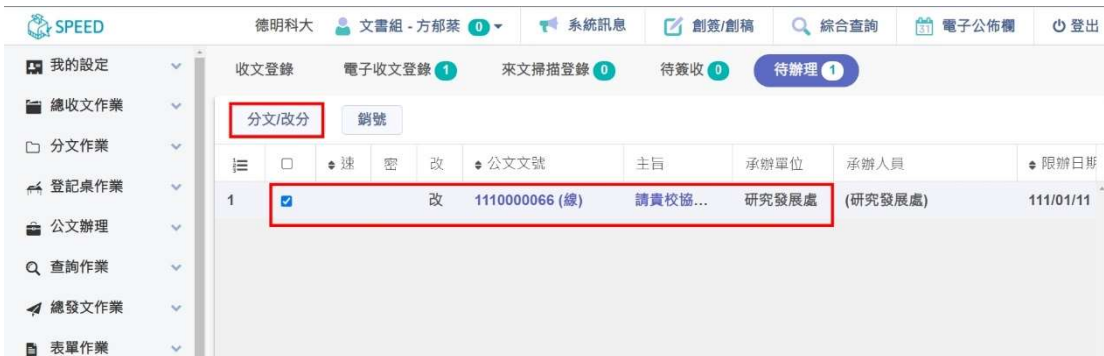 SPEED 德明科大 文書組 - 方郁菜 0 系統訊息 創簽/創稿 綜合查詢 31 電子公佈欄 登出
我的設定 收文登錄 電子收文登錄 1 來文掃描登錄 0 待簽收 0 待辦理 1
總收文作業 分文/改分 銷號
分文作業 速 密 改 公文文號 主旨 承辦單位 承辦人員 限辦日期
登記桌作業 1 改 1110000066 (線) 請貴校協... 研究發展處 (研究發展處) 111/01/11
公文辦理
查詢作業
總發文作業
表單作業